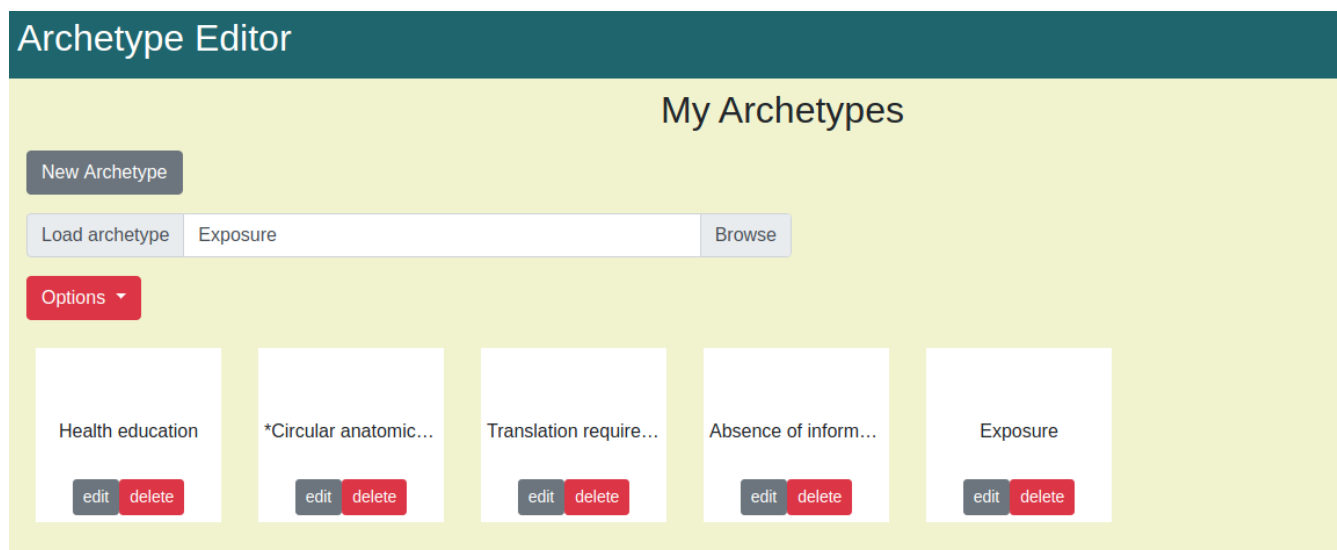 Archetype Editor
My Archetypes
New Archetype
Load archetype Exposure Browse
Options
Health education *Circular anatomic… Translation require… Absence of inform… Exposure
edit delete edit delete edit delete edit delete edit delete